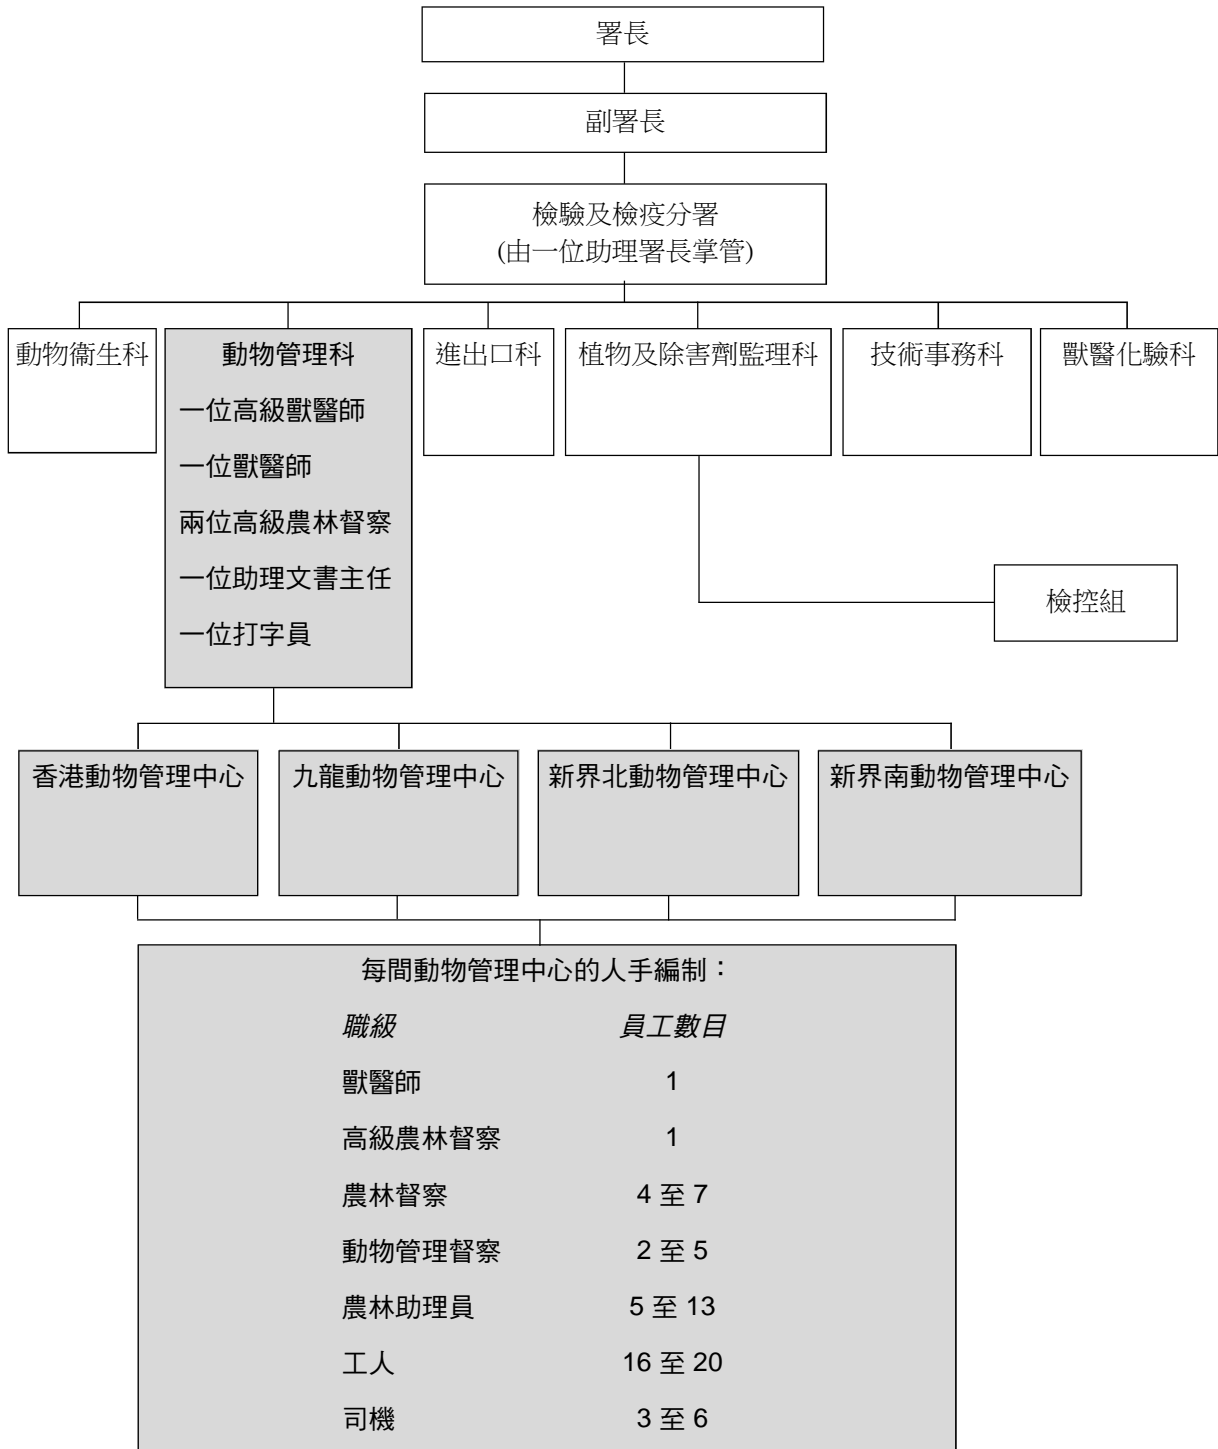 署長
副署長
檢驗及檢疫分署
(由一位助理署長掌管)
動物衞生科
動物管理科
一位高級獸醫師
一位獸醫師
兩位高級農林督察
一位助理文書主任
一位打字員
進出口科
植物及除害劑監理科
技術事務科
獸醫化驗科
檢控組
香港動物管理中心
九龍動物管理中心
新界北動物管理中心
新界南動物管理中心
每間動物管理中心的人手編制：
職級 員工數目
獸醫師 1
高級農林督察 1
農林督察 4 至 7
動物管理督察 2 至 5
農林助理員 5 至 13
工人 16 至 20
司機 3 至 6